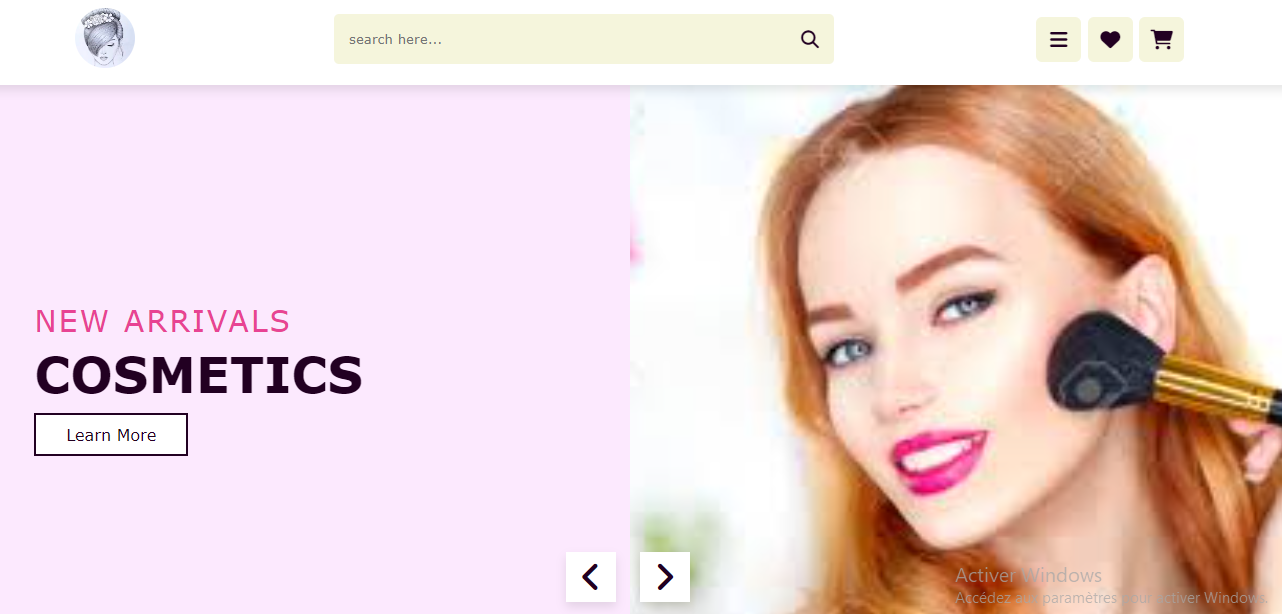 search here...
NEW ARRIVALS
COSMETICS
Learn More
Activer Windows
Accédez aux paramètres pour activer Windows.